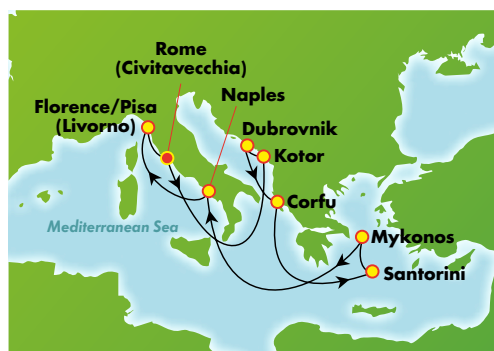 Rome
(Civitavecchia)
Naples
Florence/Pisa
(Livorno)
Dubrovnik
Kotor
Corfu
Mediterranean Sea
Mykonos
Santorini